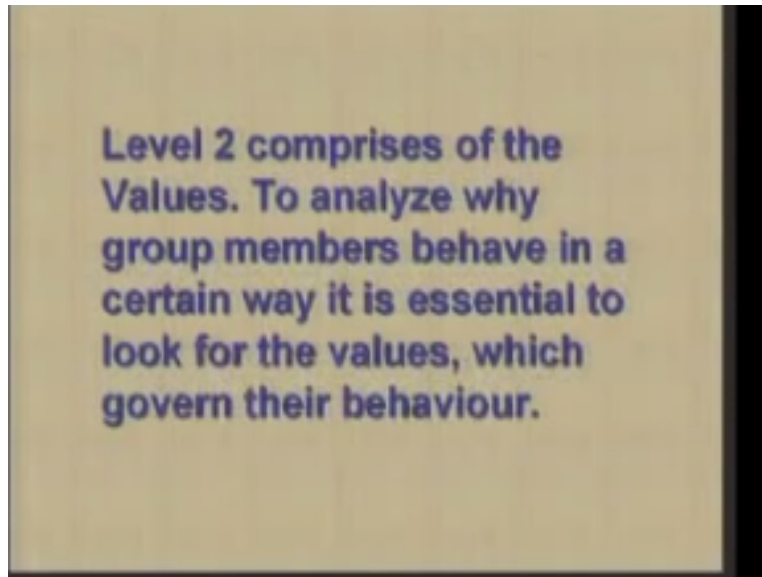 Level 2 comprises of the
Values. To analyze why
group members behave in a
certain way it is essential to
look for the values, which
govern their behaviour.